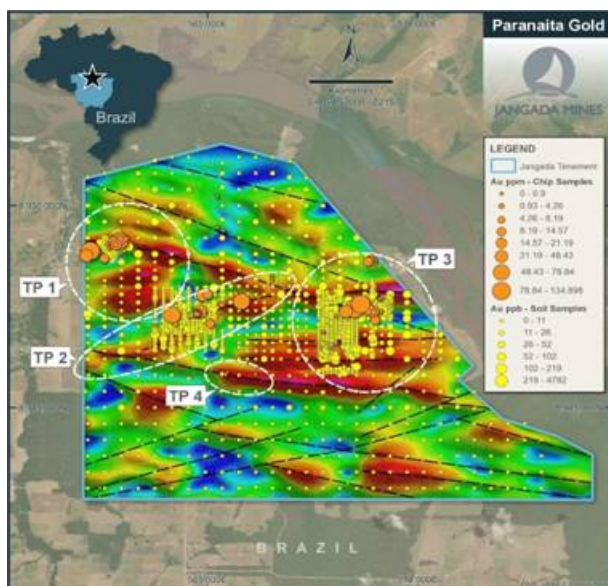 Paranaita Gold
JANGADA MINES
Brazil
LEGEND
Jangada Tenement
Au ppm - Chip Samples
0 - 0.9
0.93 - 4.26
4.26 - 8.19
8.19 - 14.57
14.57 - 21.19
21.19 - 48.43
48.43 - 78.84
78.84 - 134.898
Au ppb - Soil Samples
0 - 11
11 - 26
26 - 52
52 - 102
102 - 219
219 - 4782
TP 1
TP 2
TP 3
TP 4
BRAZIL